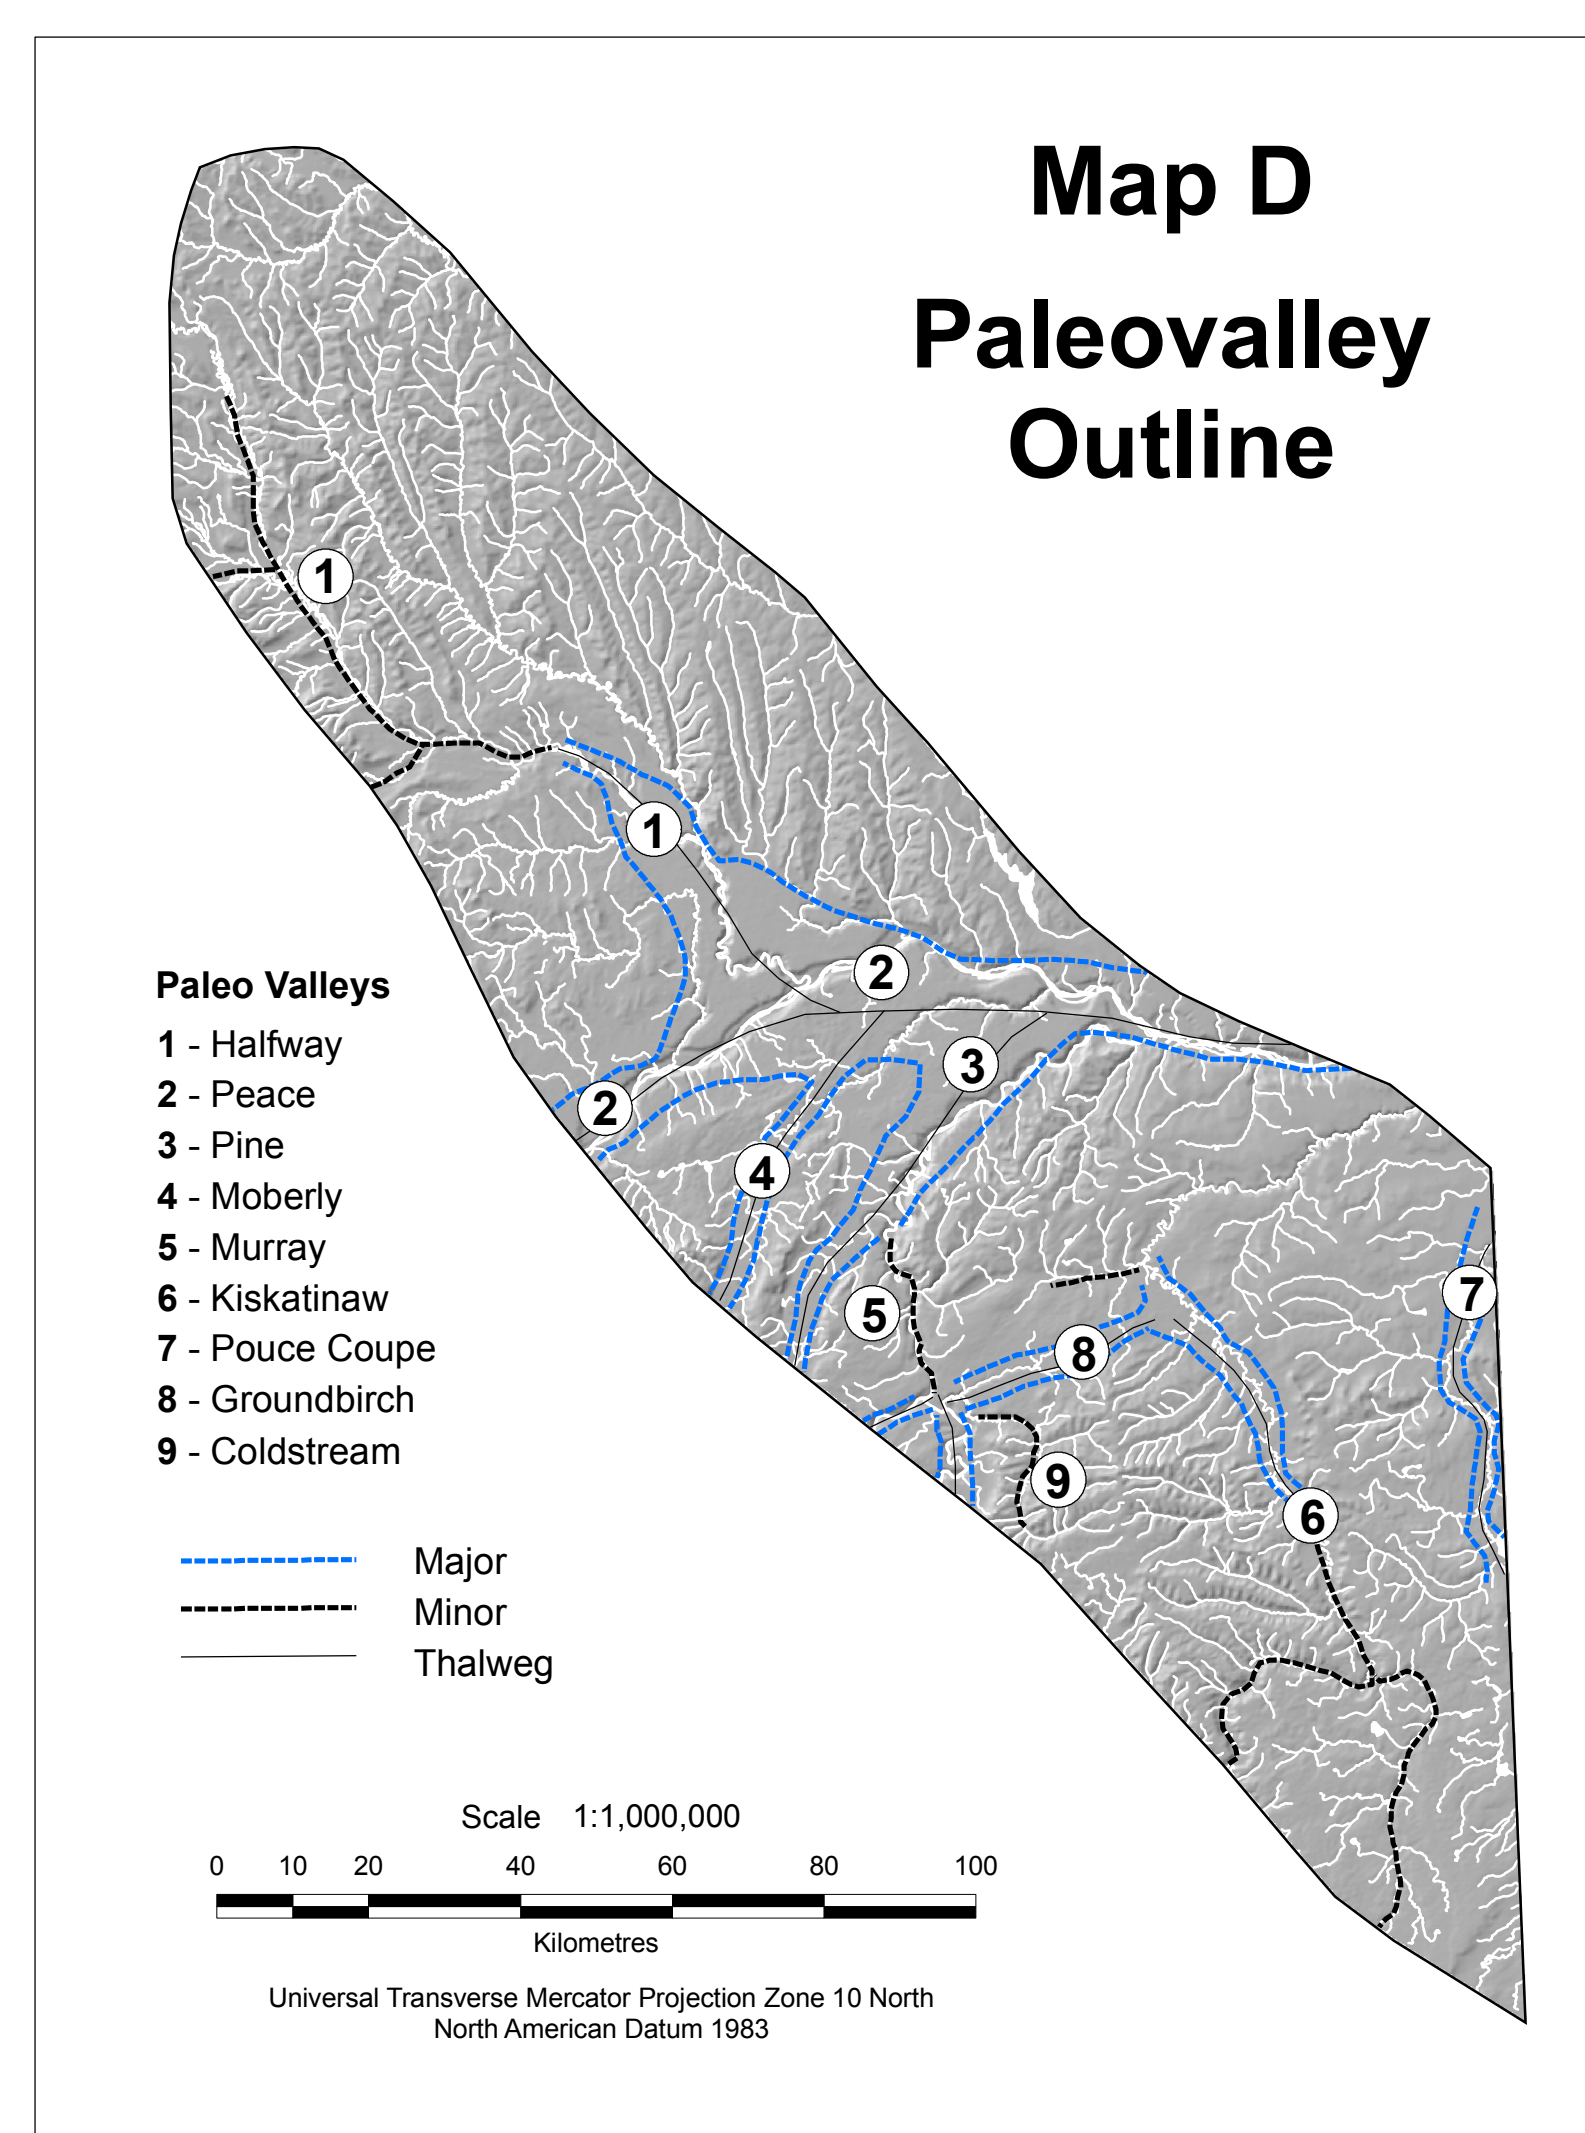 Map D
Paleovalley
Outline
1
1
2
2
3
4
5
6
7
8
9
Paleo Valleys
1 - Halfway
2 - Peace
3 - Pine
4 - Moberly
5 - Murray
6 - Kiskatinaw
7 - Pouce Coupe
8 - Groundbirch
9 - Coldstream
Major
Minor
Thalweg
Scale 1:1,000,000
0 10 20 40 60 80 100
Kilometres
Universal Transverse Mercator Projection Zone 10 North
North American Datum 1983